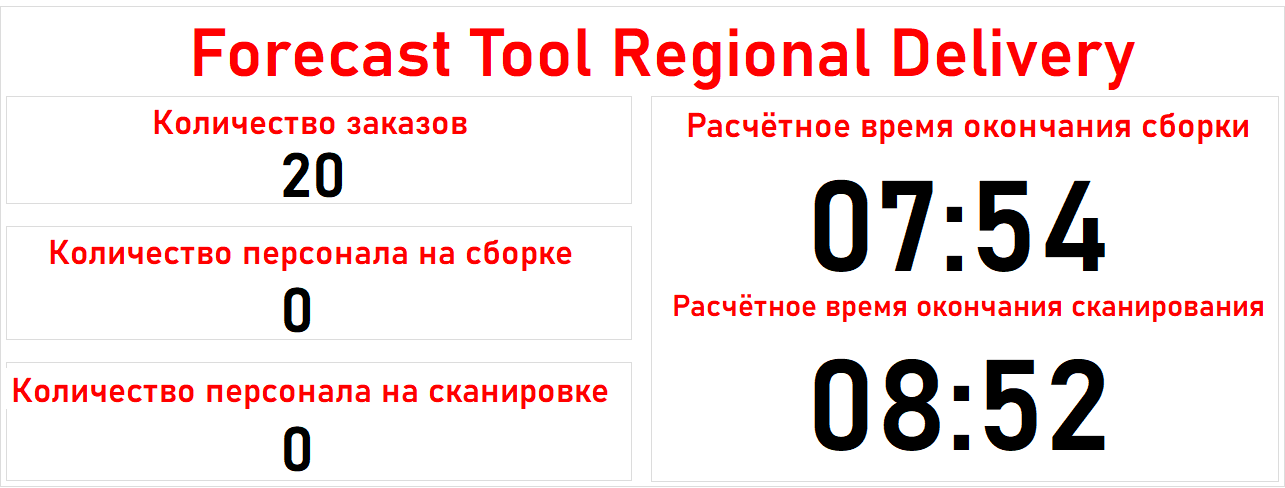 Forecast Tool Regional Delivery
Количество заказов
20
Количество персонала на сборке
0
Количество персонала на сканировке
0
Расчётное время окончания сборки
07:54
Расчётное время окончания сканирования
08:52